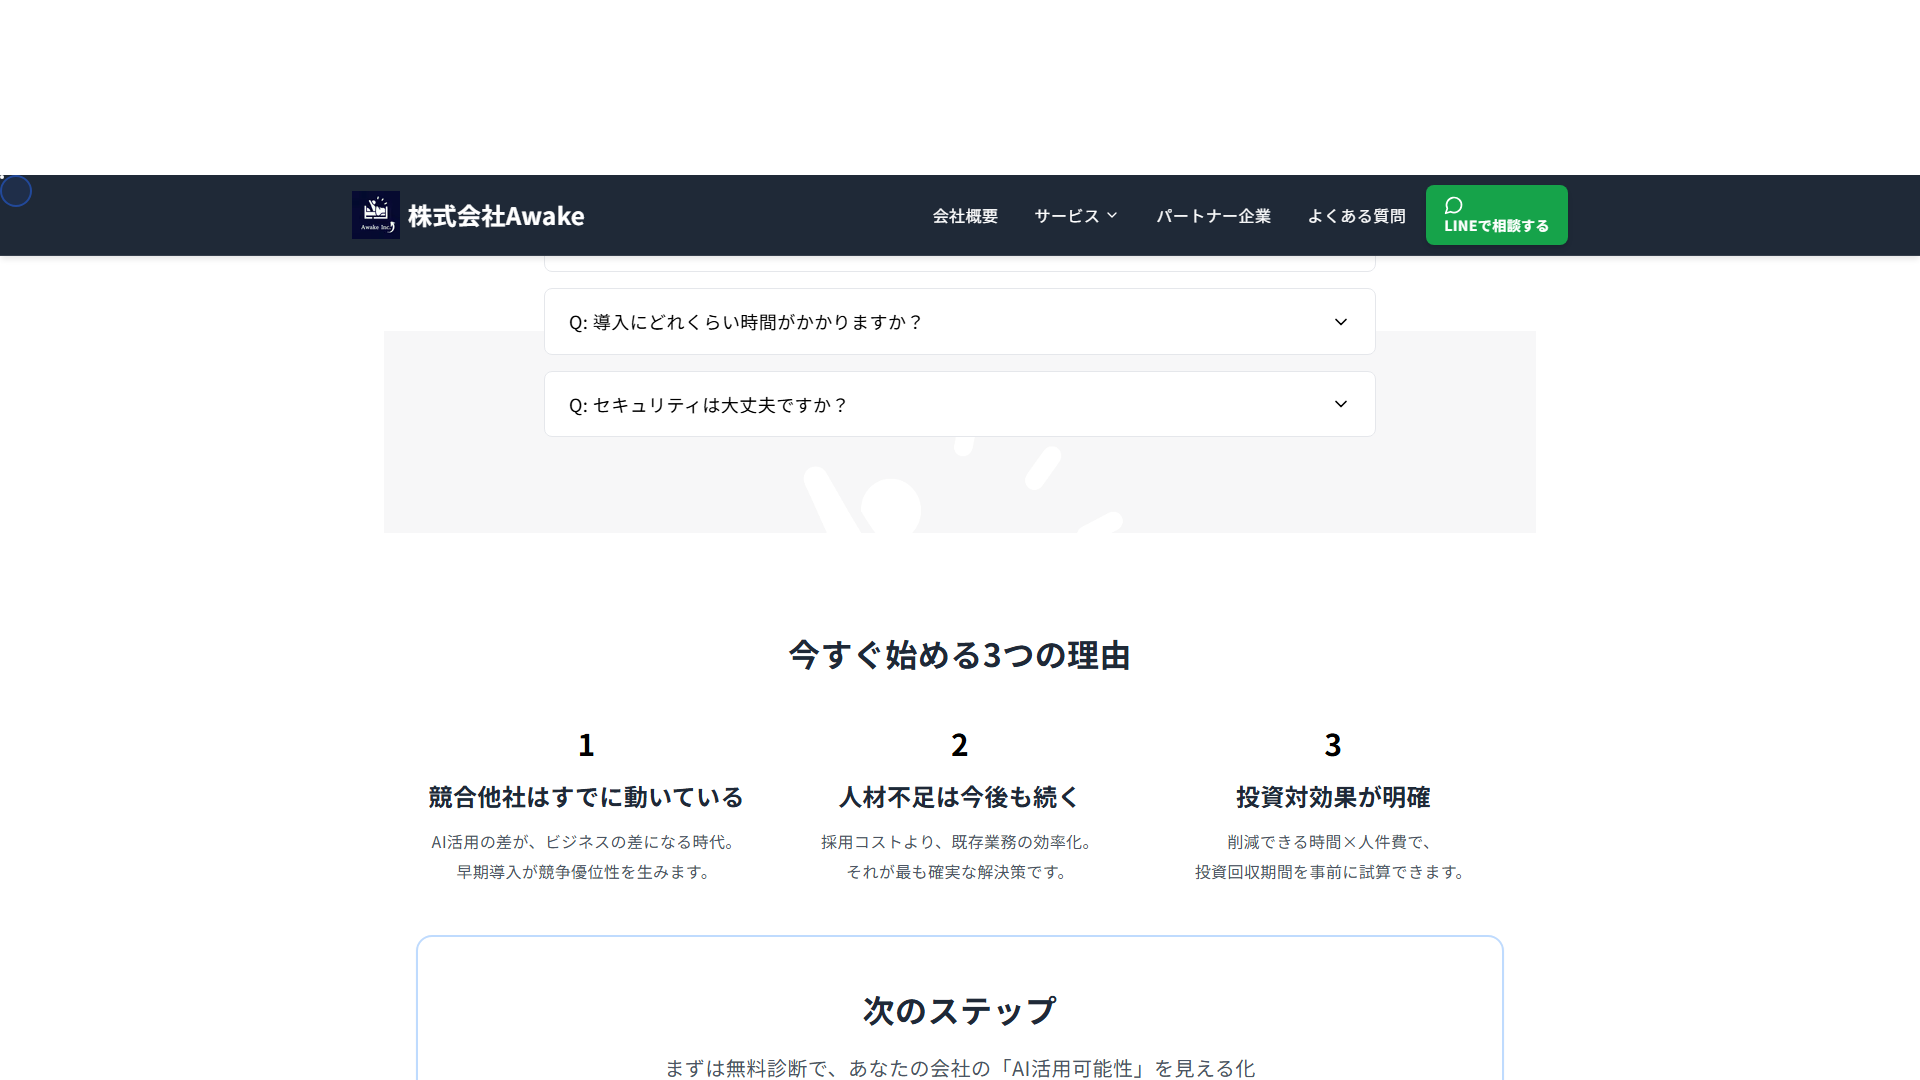 Awake Inc.
株式会社Awake
会社概要
サービス
パートナー企業
よくある質問
LINEで相談する
Q: 導入にどれくらい時間がかかりますか？
Q: セキュリティは大丈夫ですか？
今すぐ始める3つの理由
1
競合他社はすでに動いている
AI活用の差が、ビジネスの差になる時代。
早期導入が競争優位性を生みます。
2
人材不足は今後も続く
採用コストより、既存業務の効率化。
それが最も確実な解決策です。
3
投資対効果が明確
削減できる時間×人件費で、
投資回収期間を事前に試算できます。
次のステップ
まずは無料診断で、あなたの会社の「AI活用可能性」を見える化